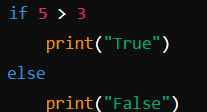 if 5 > 3
    print("True")
else
    print("False")